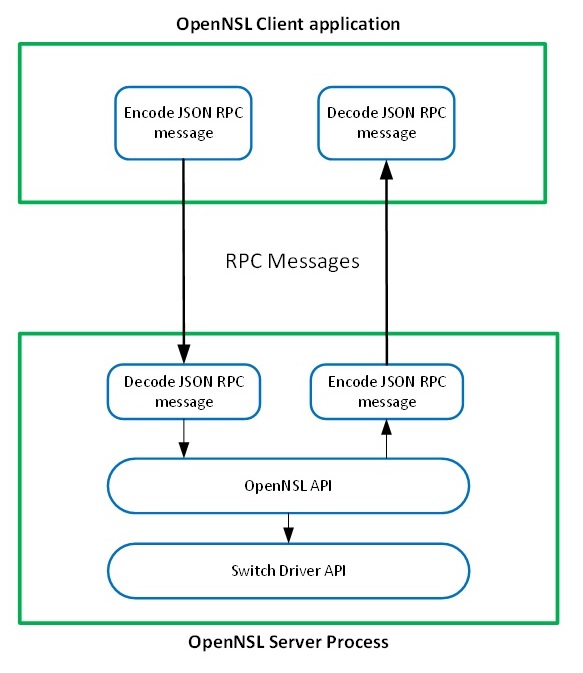 OpenNSL Client application
Encode JSON RPC
message
Decode JSON RPC
message
RPC Messages
Decode JSON RPC
message
Encode JSON RPC
message
OpenNSL API
Switch Driver API
OpenNSL Server Process